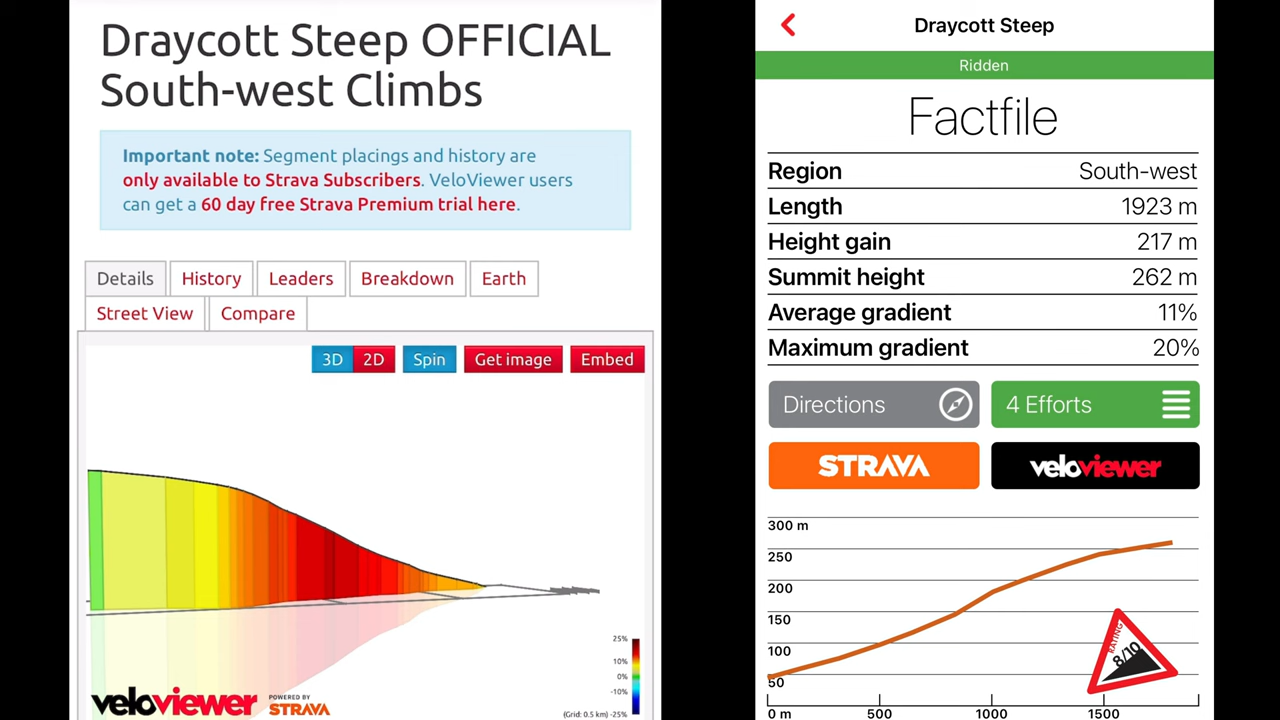 Draycott Steep OFFICIAL
South-west Climbs
Important note: Segment placings and history are
only available to Strava Subscribers. VeloViewer users
can get a 60 day free Strava Premium trial here.
Details
History
Leaders
Breakdown
Earth
Street View
Compare
3D
2D
Spin
Get image
Embed
25%
10%
0%
-10%
(Grid: 0.5 km) -25%
veloviewer
POWERED BY
STRAVA
Draycott Steep
Ridden
Factfile
Region South-west
Length 1923 m
Height gain 217 m
Summit height 262 m
Average gradient 11%
Maximum gradient 20%
Directions
4 Efforts
STRAVA
veloviewer
300 m
250
200
150
100
50
RATING
8/10
0 m 500 1000 1500